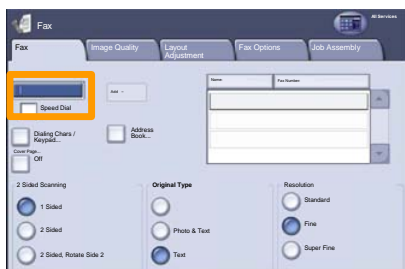 Fax
All Services
Fax
Image Quality
Layout Adjustment
Fax Options
Job Assembly
Add
Name
Fax Number
Speed Dial
Dialing Chars / Keypad...
Address Book...
Cover Page...
Off
2 Sided Scanning
Original Type
Resolution
1 Sided
2 Sided
2 Sided, Rotate Side 2
Photo & Text
Text
Standard
Fine
Super Fine